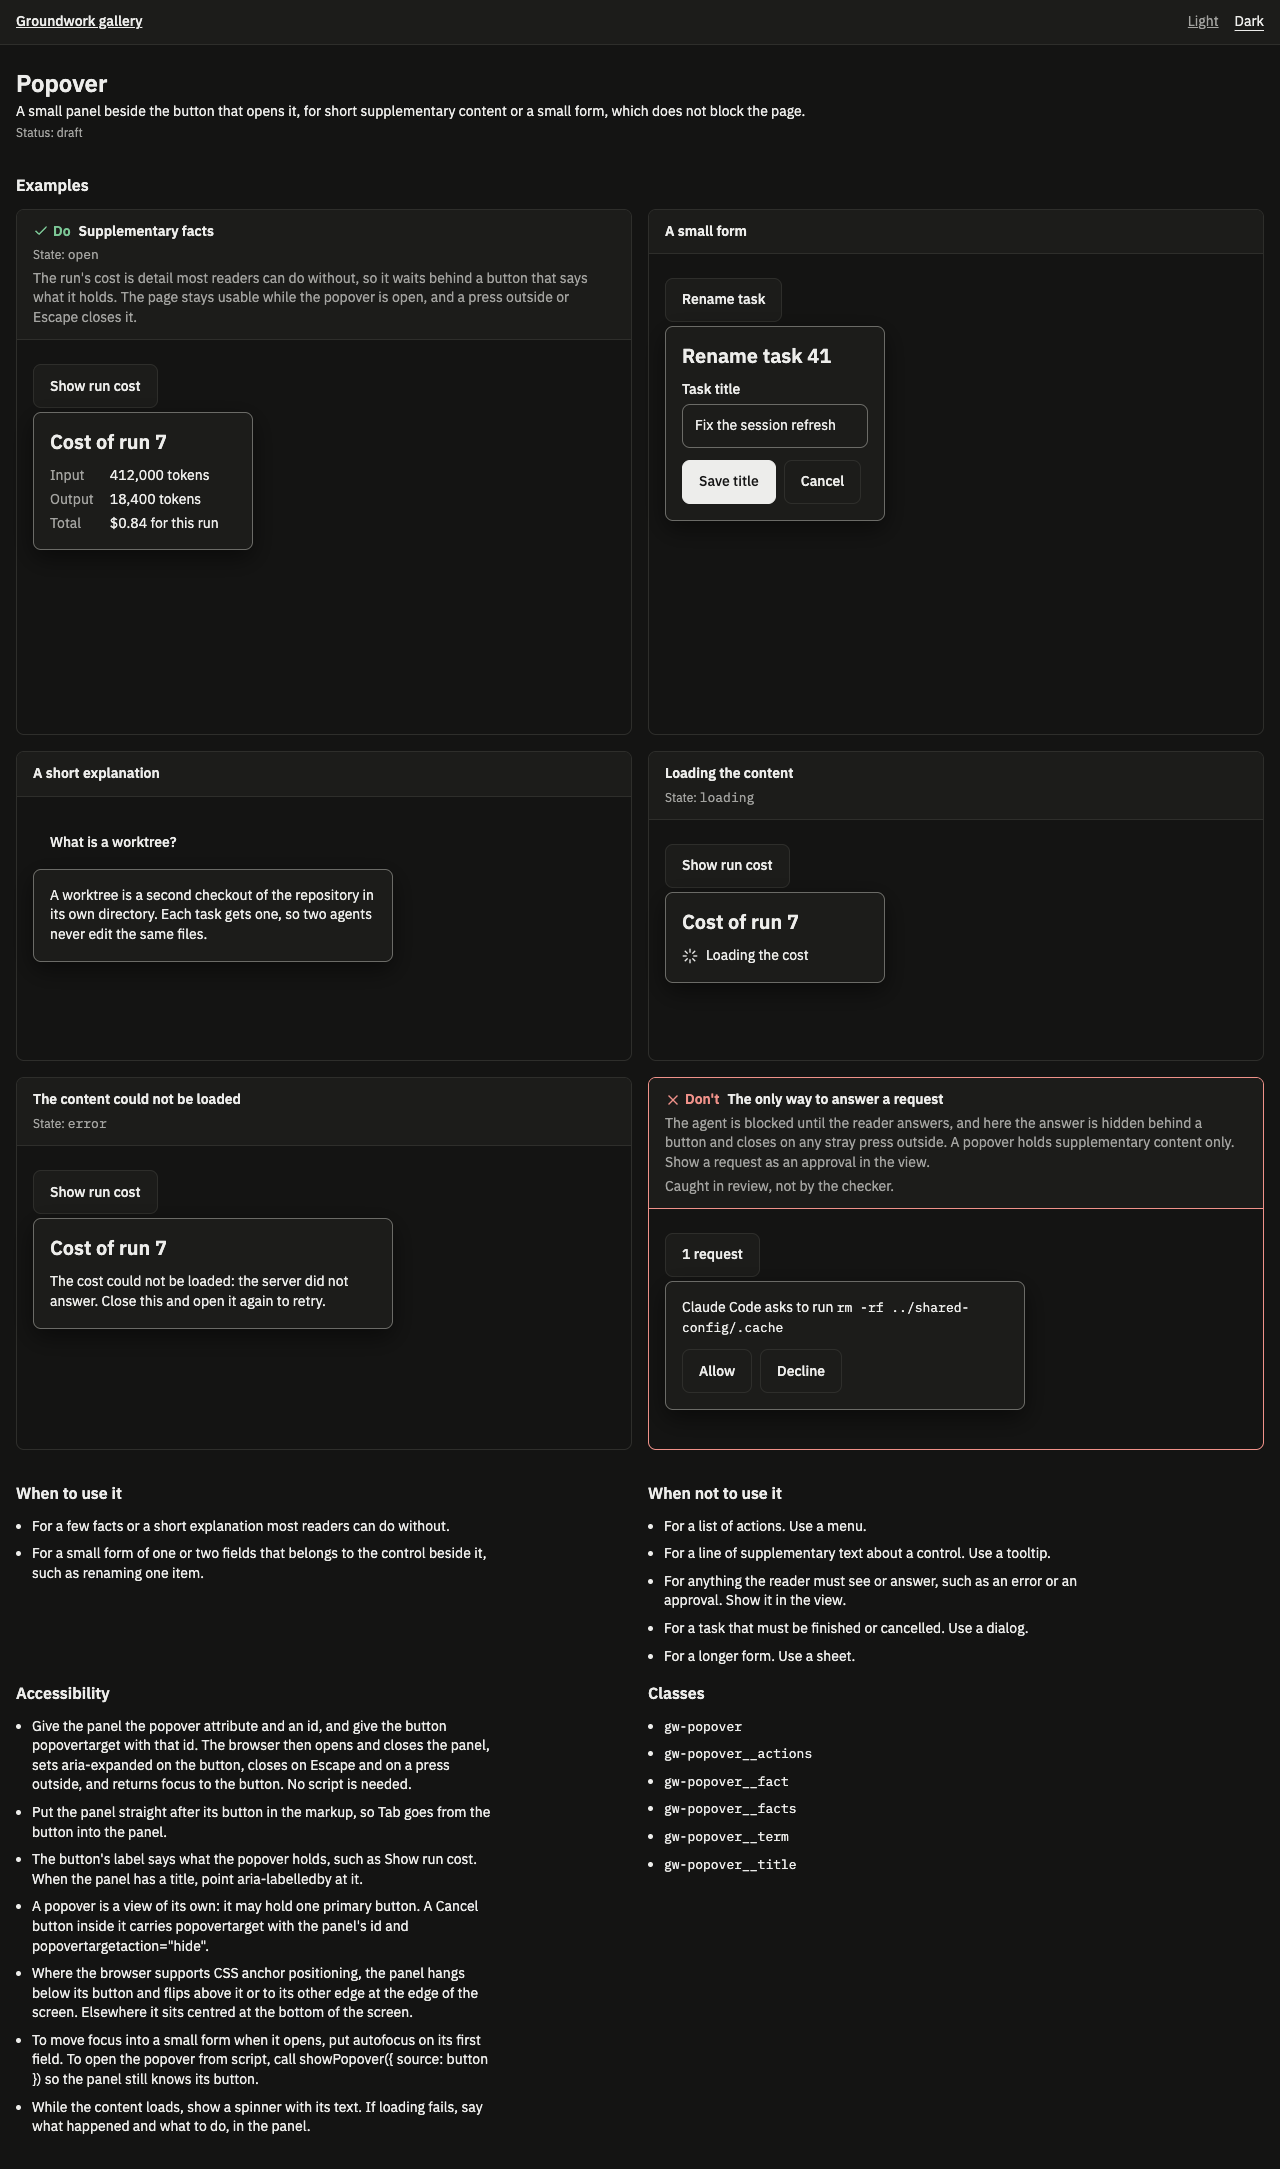 Groundwork gallery
Light Dark
Popover
A small panel beside the button that opens it, for short supplementary content or a small form, which does not block the page.
Status: draft
Examples
Do Supplementary facts
State: open
The run's cost is detail most readers can do without, so it waits behind a button that says
what it holds. The page stays usable while the popover is open, and a press outside or
Escape closes it.
Show run cost
Cost of run 7
Input 412,000 tokens
Output 18,400 tokens
Total $0.84 for this run
A small form
Rename task
Rename task 41
Task title
Fix the session refresh
Save title Cancel
A short explanation
What is a worktree?
A worktree is a second checkout of the repository in
its own directory. Each task gets one, so two agents
never edit the same files.
Loading the content
State: loading
Show run cost
Cost of run 7
Loading the cost
The content could not be loaded
State: error
Show run cost
Cost of run 7
The cost could not be loaded: the server did not
answer. Close this and open it again to retry.
Don't The only way to answer a request
The agent is blocked until the reader answers, and here the answer is hidden behind a
button and closes on any stray press outside. A popover holds supplementary content only.
Show a request as an approval in the view.
Caught in review, not by the checker.
1 request
Claude Code asks to run rm -rf ../shared-
config/.cache
Allow Decline
When to use it
For a few facts or a short explanation most readers can do without.
For a small form of one or two fields that belongs to the control beside it,
such as renaming one item.
When not to use it
For a list of actions. Use a menu.
For a line of supplementary text about a control. Use a tooltip.
For anything the reader must see or answer, such as an error or an
approval. Show it in the view.
For a task that must be finished or cancelled. Use a dialog.
For a longer form. Use a sheet.
Accessibility
Give the panel the popover attribute and an id, and give the button
popovertarget with that id. The browser then opens and closes the panel,
sets aria-expanded on the button, closes on Escape and on a press
outside, and returns focus to the button. No script is needed.
Put the panel straight after its button in the markup, so Tab goes from the
button into the panel.
The button's label says what the popover holds, such as Show run cost.
When the panel has a title, point aria-labelledby at it.
A popover is a view of its own: it may hold one primary button. A Cancel
button inside it carries popovertarget with the panel's id and
popovertargetaction="hide".
Where the browser supports CSS anchor positioning, the panel hangs
below its button and flips above it or to its other edge at the edge of the
screen. Elsewhere it sits centred at the bottom of the screen.
To move focus into a small form when it opens, put autofocus on its first
field. To open the popover from script, call showPopover({ source: button
}) so the panel still knows its button.
While the content loads, show a spinner with its text. If loading fails, say
what happened and what to do, in the panel.
Classes
gw-popover
gw-popover__actions
gw-popover__fact
gw-popover__facts
gw-popover__term
gw-popover__title